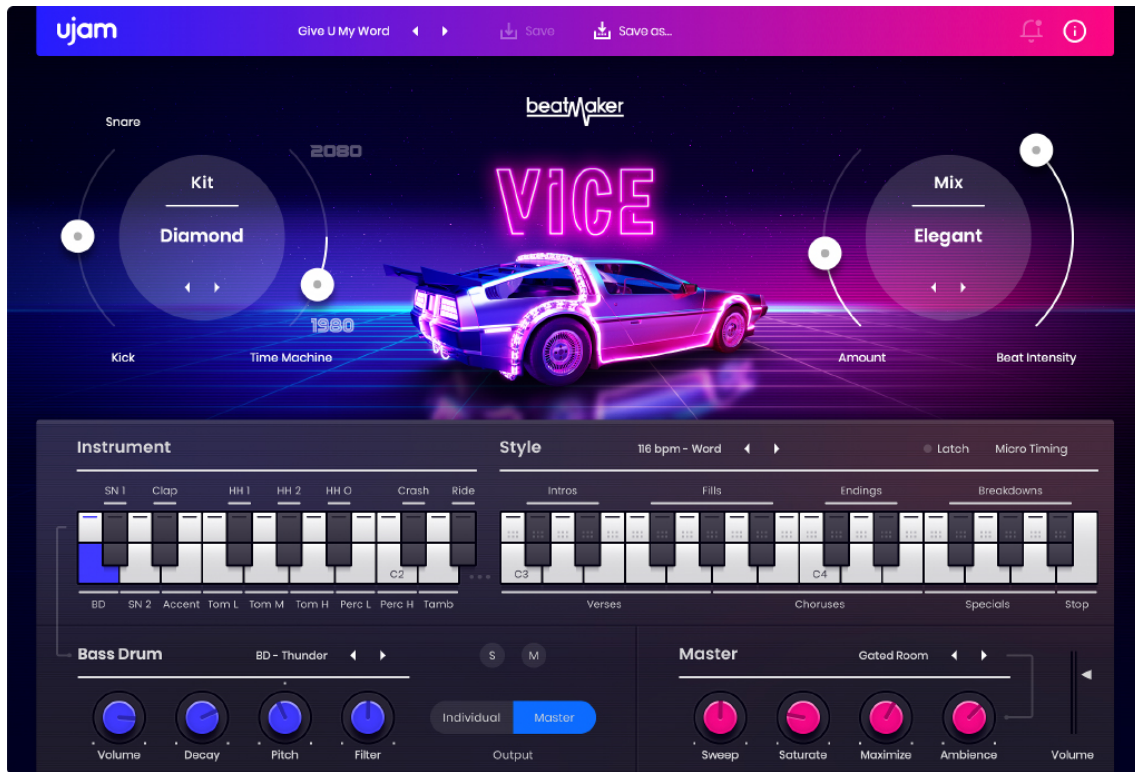 ujam
Give U My Word
Save
Save as...
beatMaker
VICE
Snare
2080
Kit
Diamond
1980
Kick
Time Machine
Mix
Elegant
Amount
Beat Intensity
Instrument
Style
116 bpm - Word
Latch
Micro Timing
SN 1 Clap HH 1 HH 2 HH O Crash Ride
Intros Fills Endings Breakdowns
C2
C3
C4
BD SN 2 Accent Tom L Tom M Tom H Perc L Perc H Tamb
Verses Choruses Specials Stop
Bass Drum
BD - Thunder
S M
Master
Gated Room
Individual Master
Volume Decay Pitch Filter
Output
Sweep Saturate Maximize Ambience
Volume